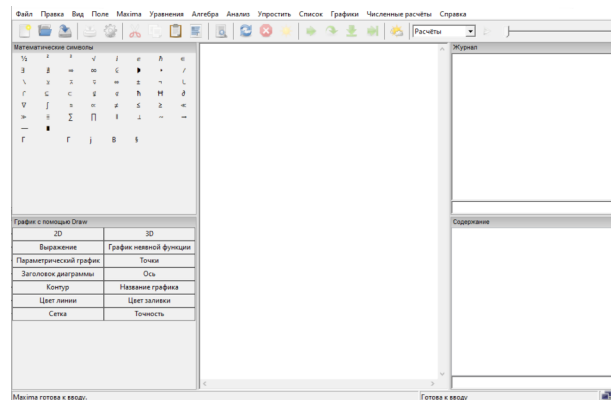 Файл Правка Вид Поле Maxima Уравнения Алгебра Анализ Упростить Список Графики Численные расчёты Справка
Расчёты
Математические символы
Журнал
График с помощью Draw
Содержание
2D 3D
Выражение График неявной функции
Параметрический график Точки
Заголовок диаграммы Ось
Контур Название графика
Цвет линии Цвет заливки
Сетка Точность
Maxima готова к вводу. Готова к вводу